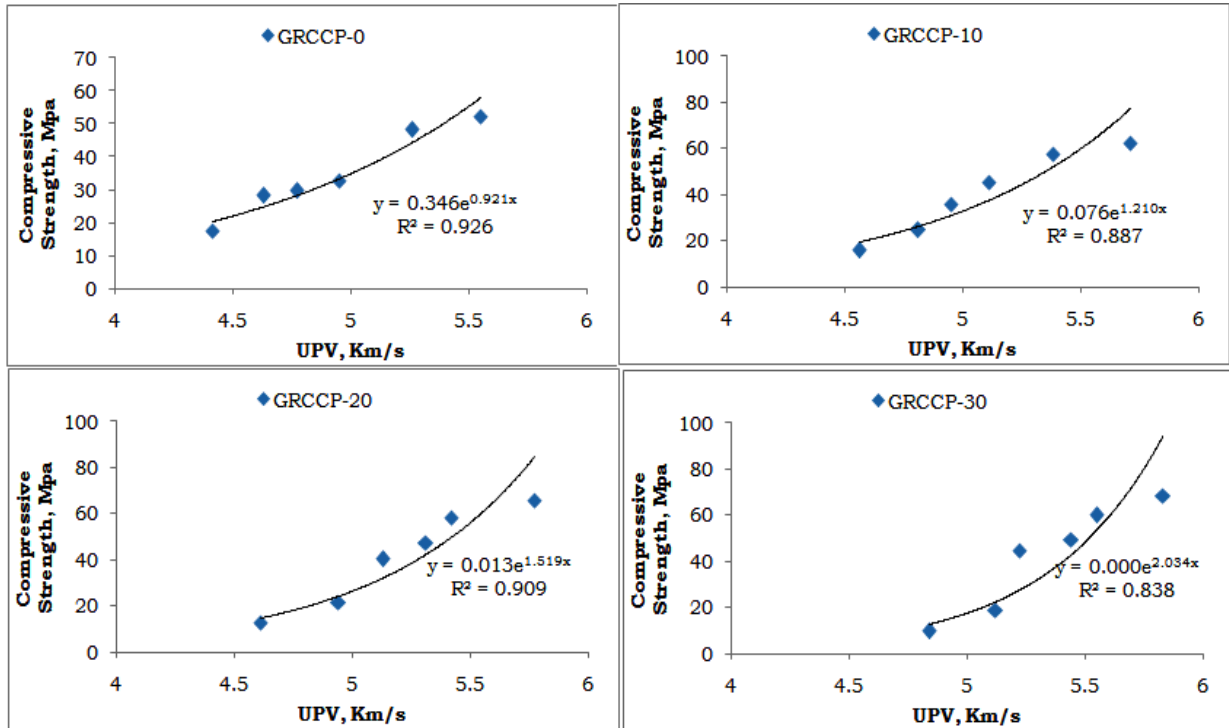 GRCCP-0
Compressive
Strength, Mpa
70
60
50
40
30
20
10
0
y = 0.346e^0.921x
R² = 0.926
4 4.5 5 5.5 6
UPV, Km/s
GRCCP-10
Compressive
Strength, Mpa
100
80
60
40
20
0
y = 0.076e^1.210x
R² = 0.887
4 4.5 5 5.5 6
UPV, Km/s
GRCCP-20
Compressive
Strength, Mpa
100
80
60
40
20
0
y = 0.013e^1.519x
R² = 0.909
4 4.5 5 5.5 6
UPV, Km/s
GRCCP-30
Compressive
Strength, Mpa
100
80
60
40
20
0
y = 0.000e^2.034x
R² = 0.838
4 4.5 5 5.5 6
UPV, Km/s